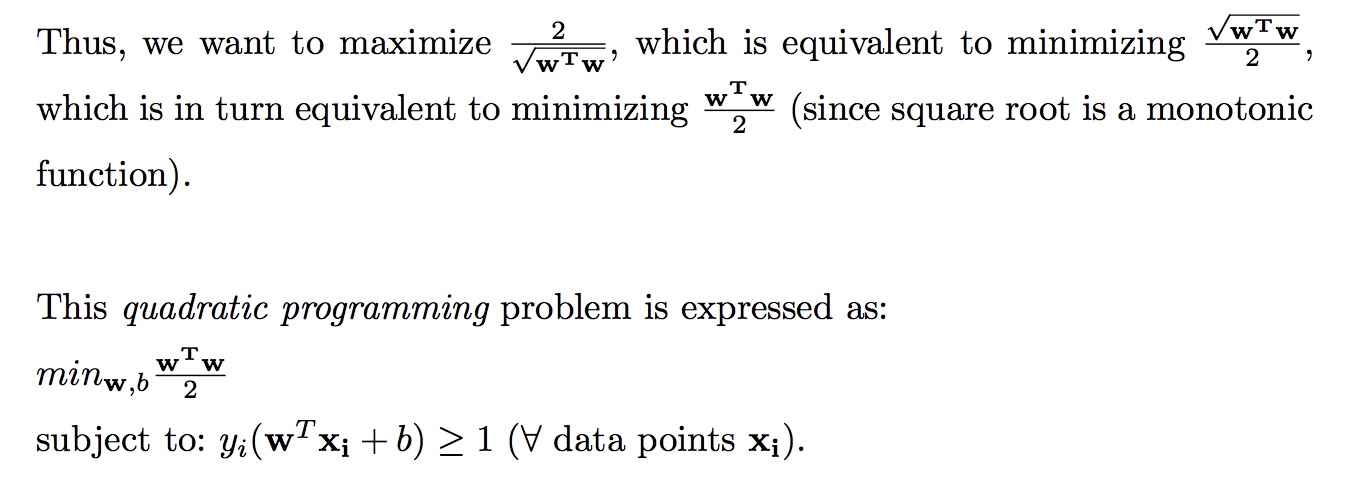 Thus, we want to maximize $\frac{2}{\sqrt{\mathbf{w^T w}}}$, which is equivalent to minimizing $\frac{\sqrt{\mathbf{w^T w}}}{2}$,
which is in turn equivalent to minimizing $\frac{\mathbf{w^T w}}{2}$ (since square root is a monotonic
function).
This quadratic programming problem is expressed as:
$min_{\mathbf{w},b} \frac{\mathbf{w^T w}}{2}$
subject to: $y_i(\mathbf{w}^T \mathbf{x_i} + b) \geq 1$ ($\forall$ data points $\mathbf{x_i}$).